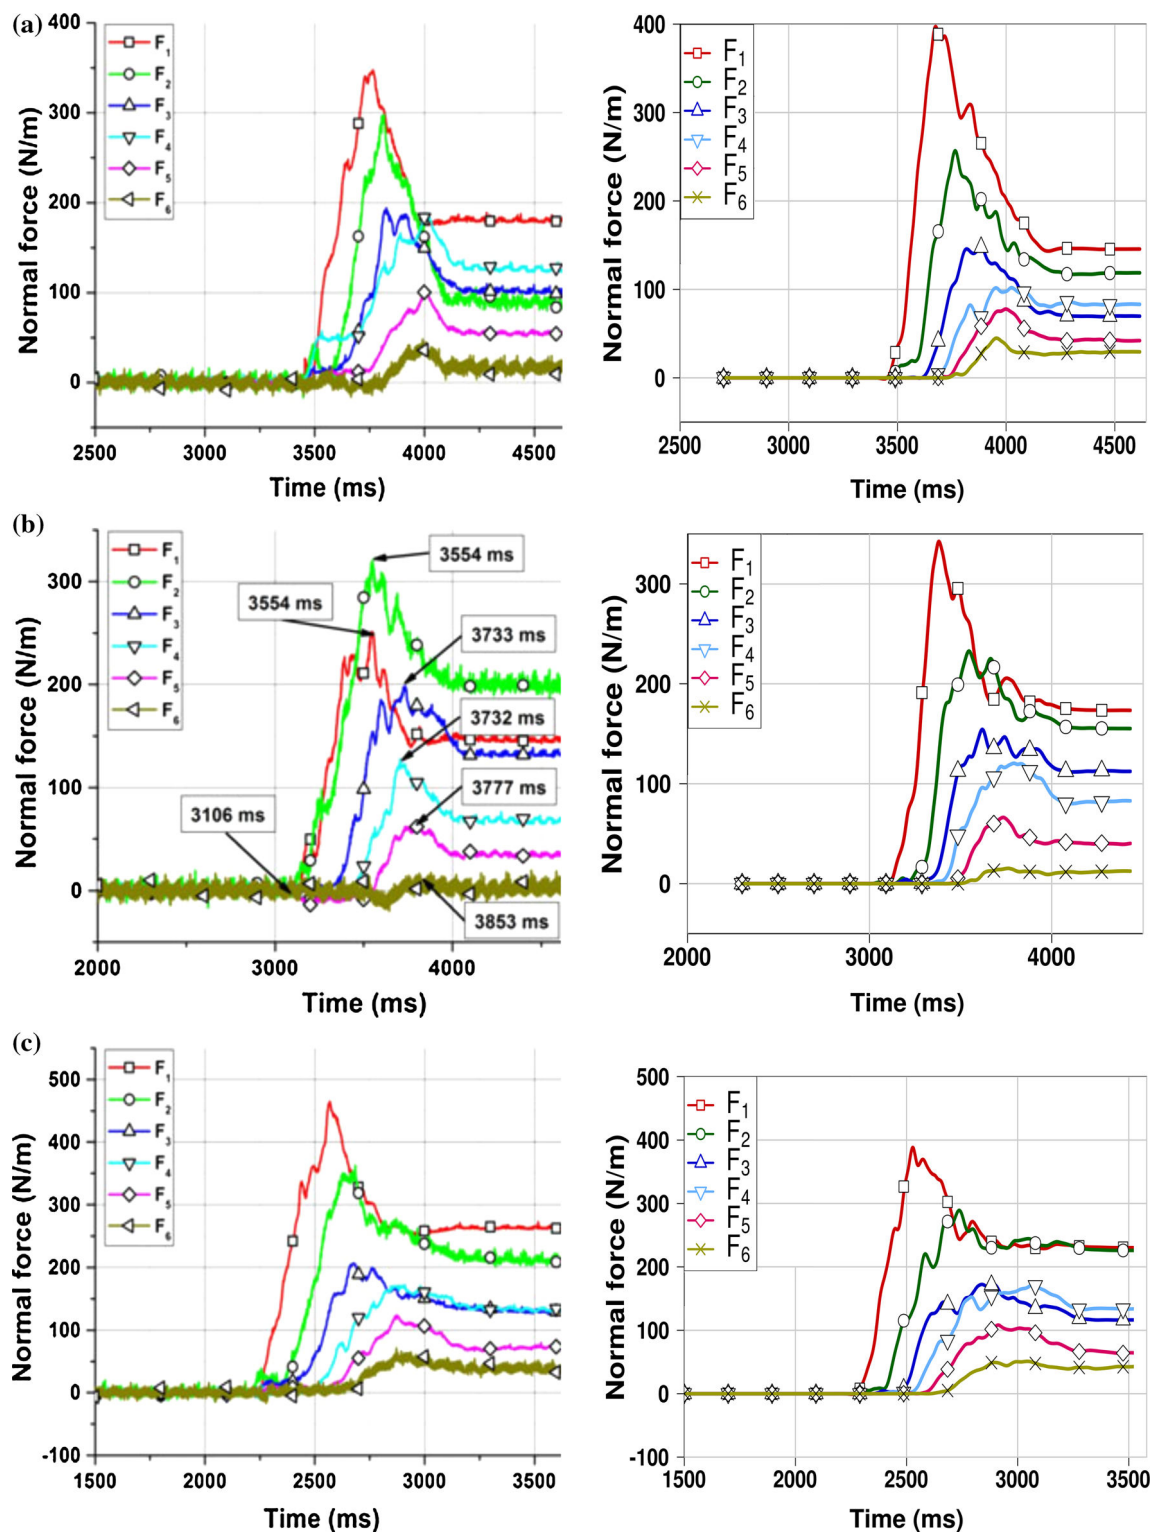 (a)
400
300
200
100
0
Normal force (N/m)
F1
F2
F3
F4
F5
F6
2500 3000 3500 4000 4500
Time (ms)
400
300
200
100
0
Normal force (N/m)
F1
F2
F3
F4
F5
F6
2500 3000 3500 4000 4500
Time (ms)
(b)
300
200
100
0
Normal force (N/m)
F1
F2
F3
F4
F5
F6
3554 ms
3554 ms
3733 ms
3732 ms
3777 ms
3106 ms
3853 ms
2000 3000 4000
Time (ms)
300
200
100
0
Normal force (N/m)
F1
F2
F3
F4
F5
F6
2000 3000 4000
Time (ms)
(c)
500
400
300
200
100
0
-100
Normal force (N/m)
F1
F2
F3
F4
F5
F6
1500 2000 2500 3000 3500
Time (ms)
500
400
300
200
100
0
-100
Normal force (N/m)
F1
F2
F3
F4
F5
F6
1500 2000 2500 3000 3500
Time (ms)